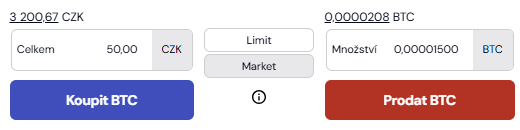 3 200,67 CZK
0,0000208 BTC
Celkem 50,00 CZK
Limit
Market
Množství 0,00001500 BTC
Koupit BTC
Prodat BTC